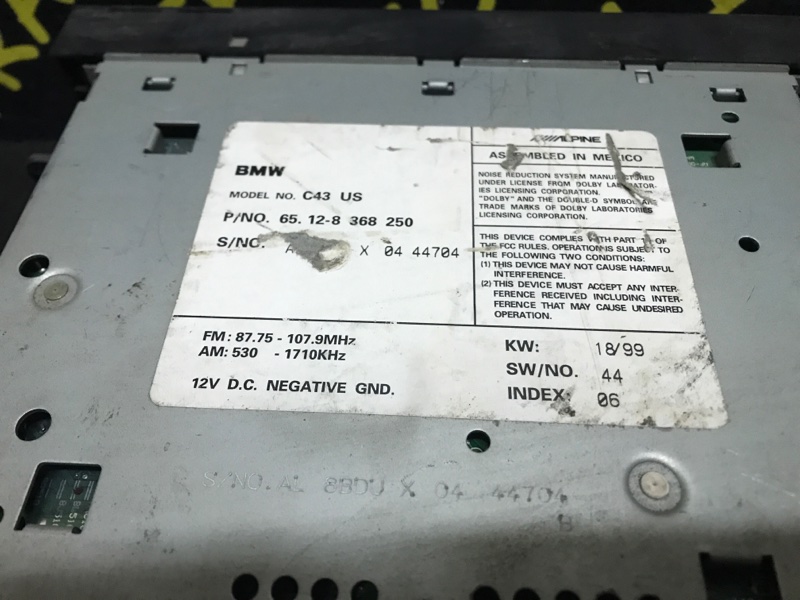 BMW
MODEL NO. C43 US
P/NO. 65. 12-8 368 250
S/NO. A X 04 44704
ALPINE
ASSEMBLED IN MEXICO
NOISE REDUCTION SYSTEM MANUFACTURED
UNDER LICENSE FROM DOLBY LABORATOR-
IES LICENSING CORPORATION.
"DOLBY" AND THE DOUBLE-D SYMBOL ARE
TRADE MARKS OF DOLBY LABORATORIES
LICENSING CORPORATION.
THIS DEVICE COMPLIES WITH PART 15 OF
THE FCC RULES. OPERATION IS SUBJECT TO
THE FOLLOWING TWO CONDITIONS:
(1) THIS DEVICE MAY NOT CAUSE HARMFUL
INTERFERENCE.
(2) THIS DEVICE MUST ACCEPT ANY INTER-
FERENCE RECEIVED INCLUDING INTER-
FERENCE THAT MAY CAUSE UNDESIRED
OPERATION.
FM: 87.75 - 107.9MHz
AM: 530 - 1710KHz
12V D.C. NEGATIVE GND.
KW: 18/99
SW/NO. 44
INDEX: 06
S/NO. AL 8RDU X 04 44704